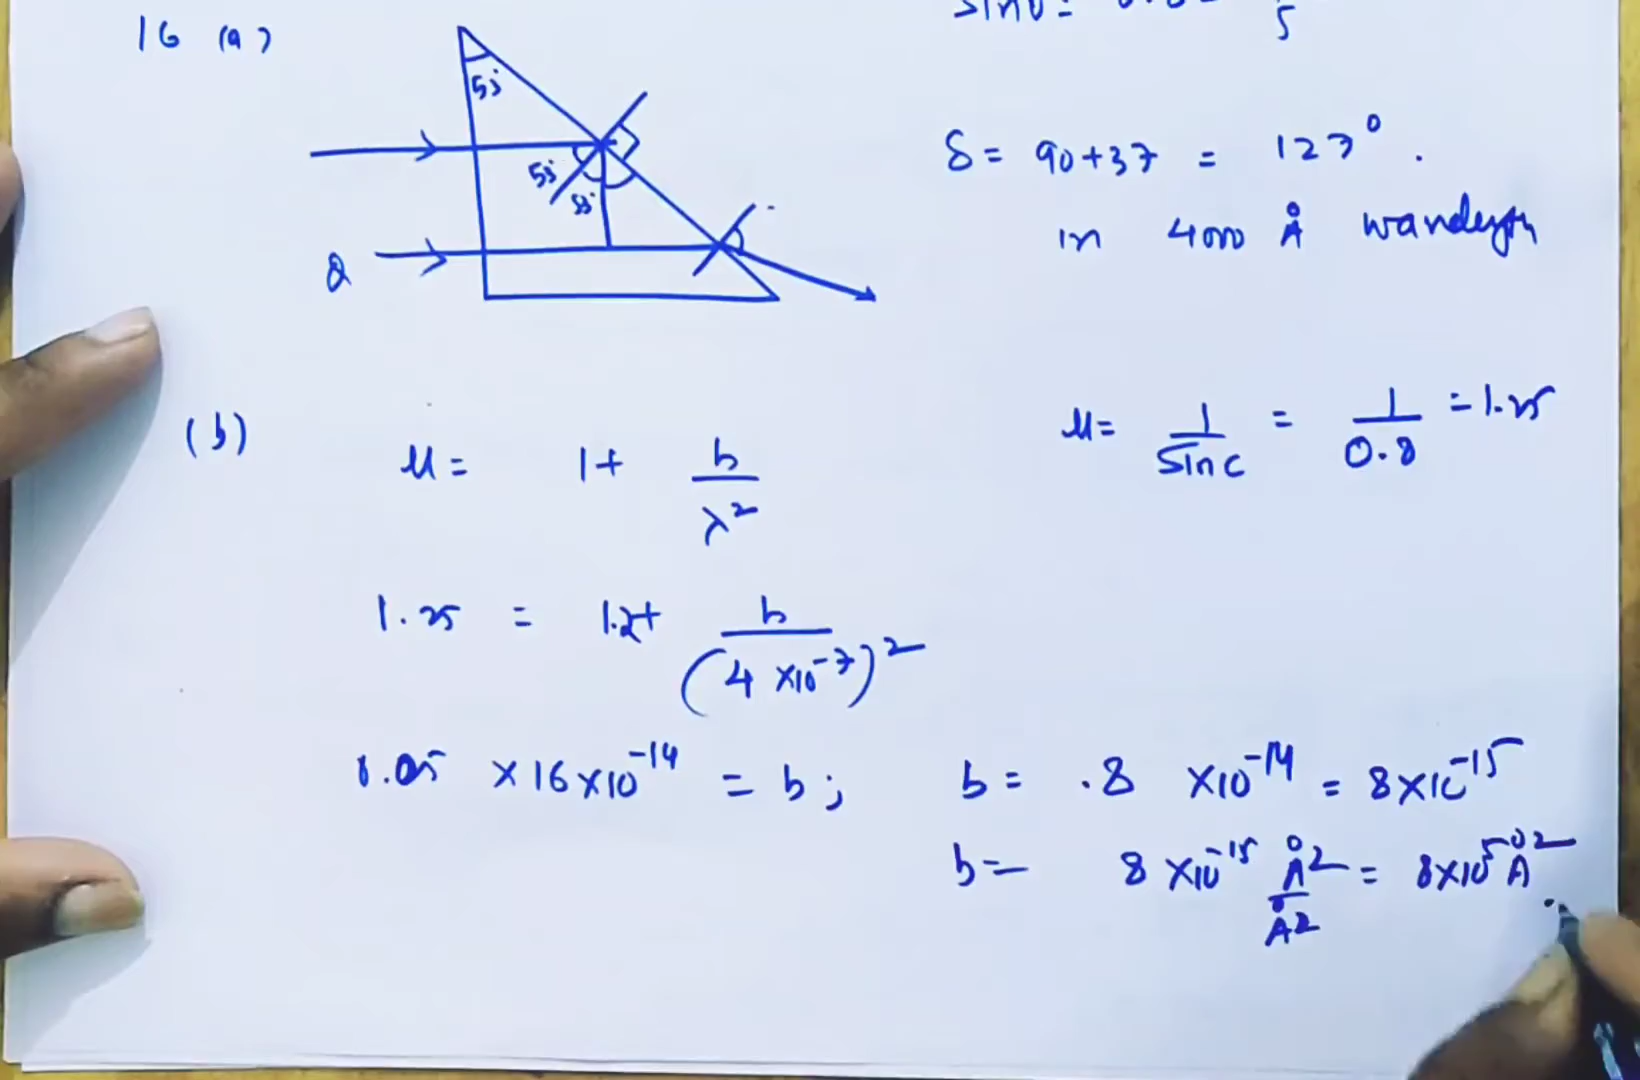 16 (a)
53°
53°
53°
Q
δ = 90+37 = 127° .
in 4000 Å
(b)
μ = 1 + b / λ²
μ = 1 / sin c = 1 / 0.8 = 1.25
1.25 = 1.2 + b / (4 ×10⁻⁷)²
0.05 ×16×10⁻¹⁴ = b ;
b = .8 ×10⁻¹⁴ = 8×10⁻¹⁵
b = 8 ×10⁻¹⁵ Å² / Å² = 8×10⁵ Å²